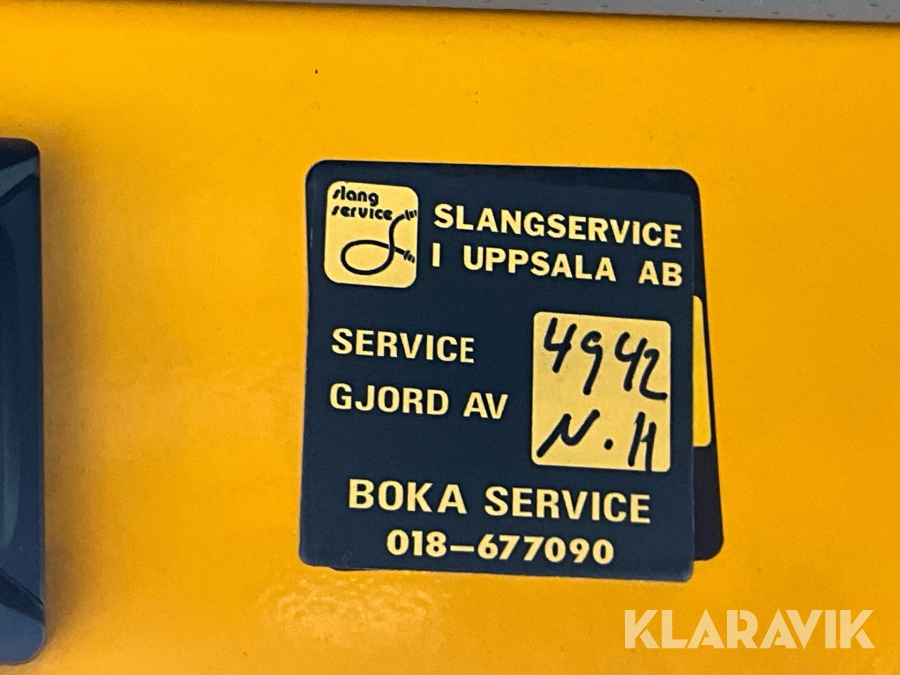 slang
service
SLANGSERVICE
I UPPSALA AB
SERVICE
GJORD AV
4942
N.H
BOKA SERVICE
018-677090
KLARAVIK